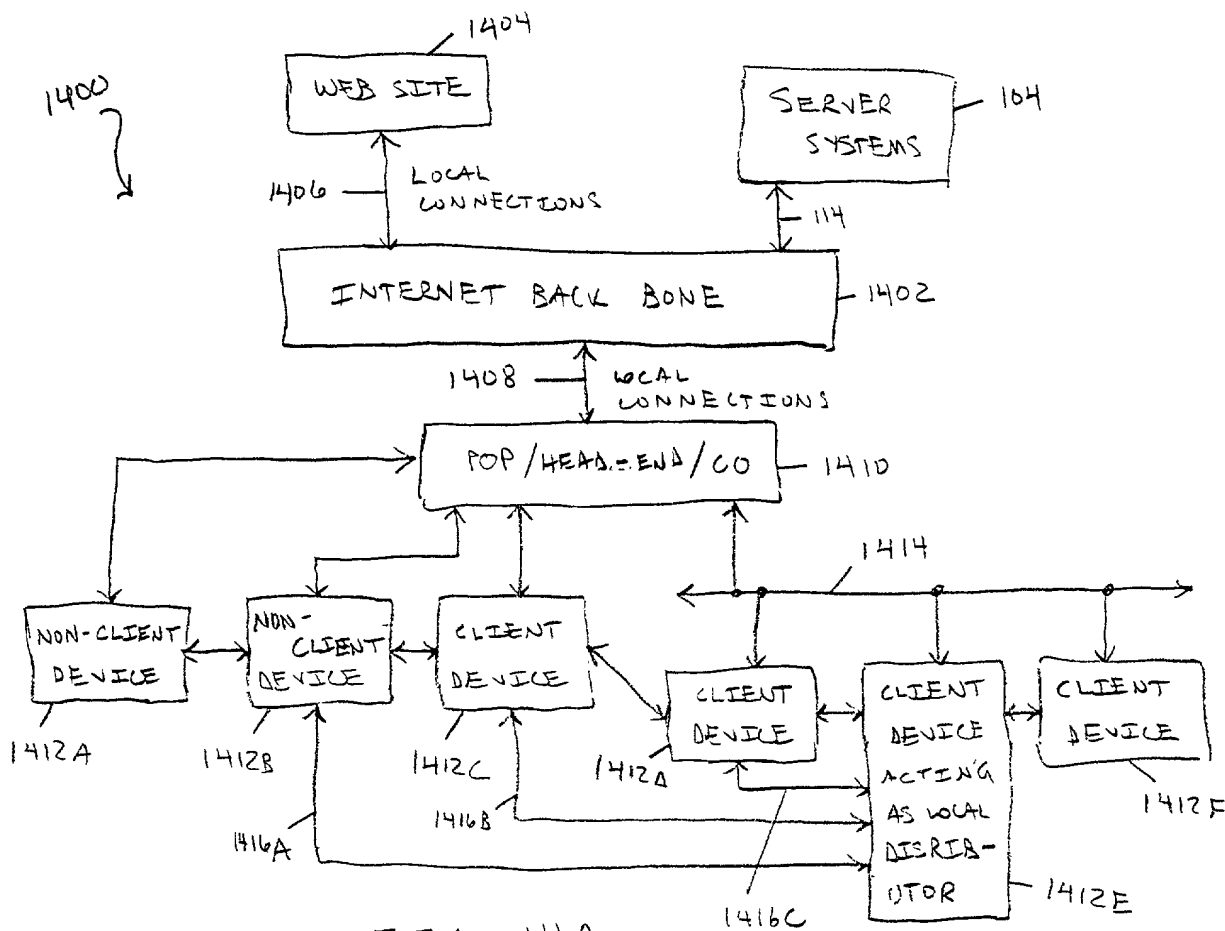 1404
1400
WEB SITE
SERVER
SYSTEMS
104
1406
LOCAL
CONNECTIONS
114
INTERNET BACK BONE
1402
1408
LOCAL
CONNECTIONS
POP/HEAD-END/CO
1410
1414
NON-CLIENT
DEVICE
NON-
CLIENT
DEVICE
CLIENT
DEVICE
CLIENT
DEVICE
CLIENT
DEVICE
ACTING
AS LOCAL
DISRIB-
UTOR
CLIENT
DEVICE
1412A
1412B
1412C
1412D
1412F
1416A
1416B
1416C
1412E